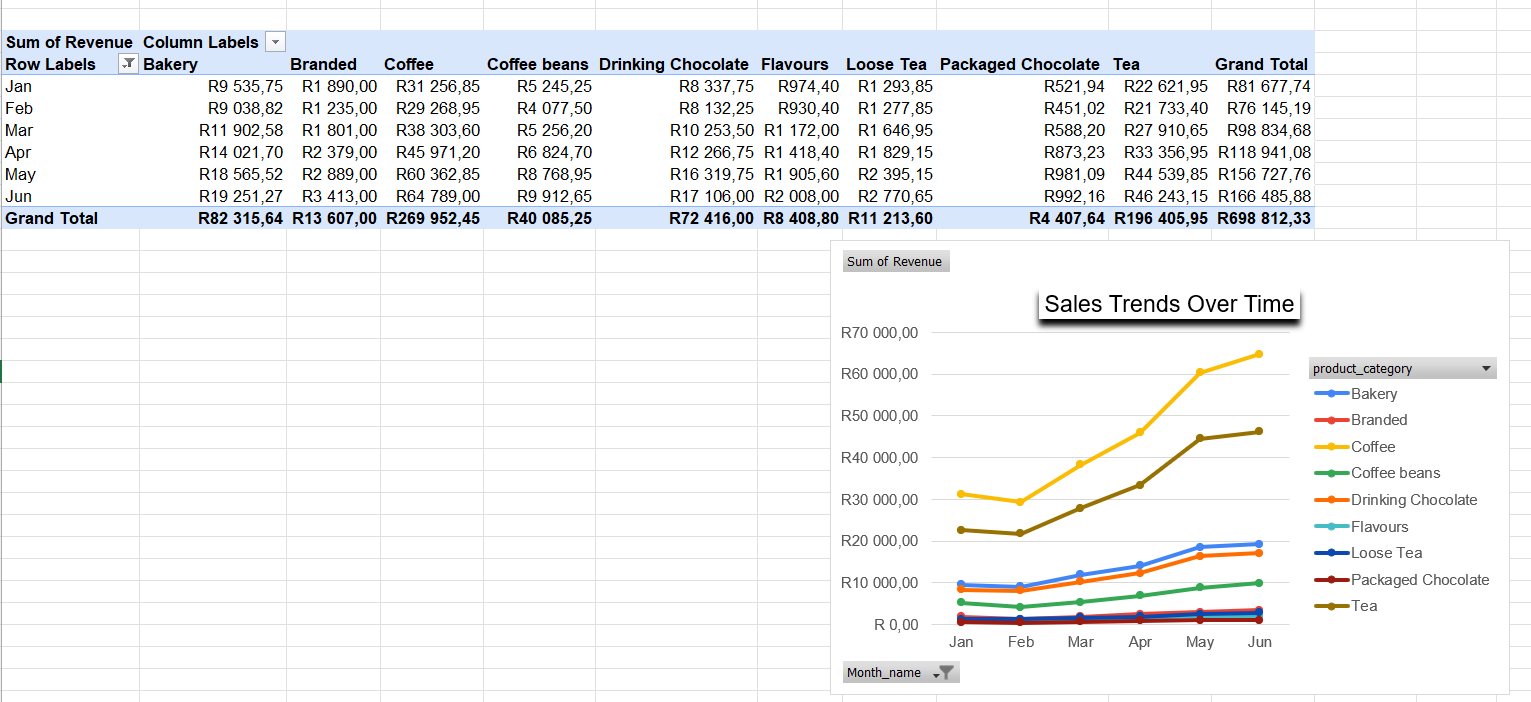 Sum of Revenue Column Labels
Row Labels Bakery Branded Coffee Coffee beans Drinking Chocolate Flavours Loose Tea Packaged Chocolate Tea Grand Total
Jan R9 535,75 R1 890,00 R31 256,85 R5 245,25 R8 337,75 R974,40 R1 293,85 R521,94 R22 621,95 R81 677,74
Feb R9 038,82 R1 235,00 R29 268,95 R4 077,50 R8 132,25 R930,40 R1 277,85 R451,02 R21 733,40 R76 145,19
Mar R11 902,58 R1 801,00 R38 303,60 R5 256,20 R10 253,50 R1 172,00 R1 646,95 R588,20 R27 910,65 R98 834,68
Apr R14 021,70 R2 379,00 R45 971,20 R6 824,70 R12 266,75 R1 418,40 R1 829,15 R873,23 R33 356,95 R118 941,08
May R18 565,52 R2 889,00 R60 362,85 R8 768,95 R16 319,75 R1 905,60 R2 395,15 R981,09 R44 539,85 R156 727,76
Jun R19 251,27 R3 413,00 R64 789,00 R9 912,65 R17 106,00 R2 008,00 R2 770,65 R992,16 R46 243,15 R166 485,88
Grand Total R82 315,64 R13 607,00 R269 952,45 R40 085,25 R72 416,00 R8 408,80 R11 213,60 R4 407,64 R196 405,95 R698 812,33
Sum of Revenue
Sales Trends Over Time
R70 000,00
R60 000,00
R50 000,00
R40 000,00
R30 000,00
R20 000,00
R10 000,00
R 0,00
Jan Feb Mar Apr May Jun
product_category
Bakery
Branded
Coffee
Coffee beans
Drinking Chocolate
Flavours
Loose Tea
Packaged Chocolate
Tea
Month_name